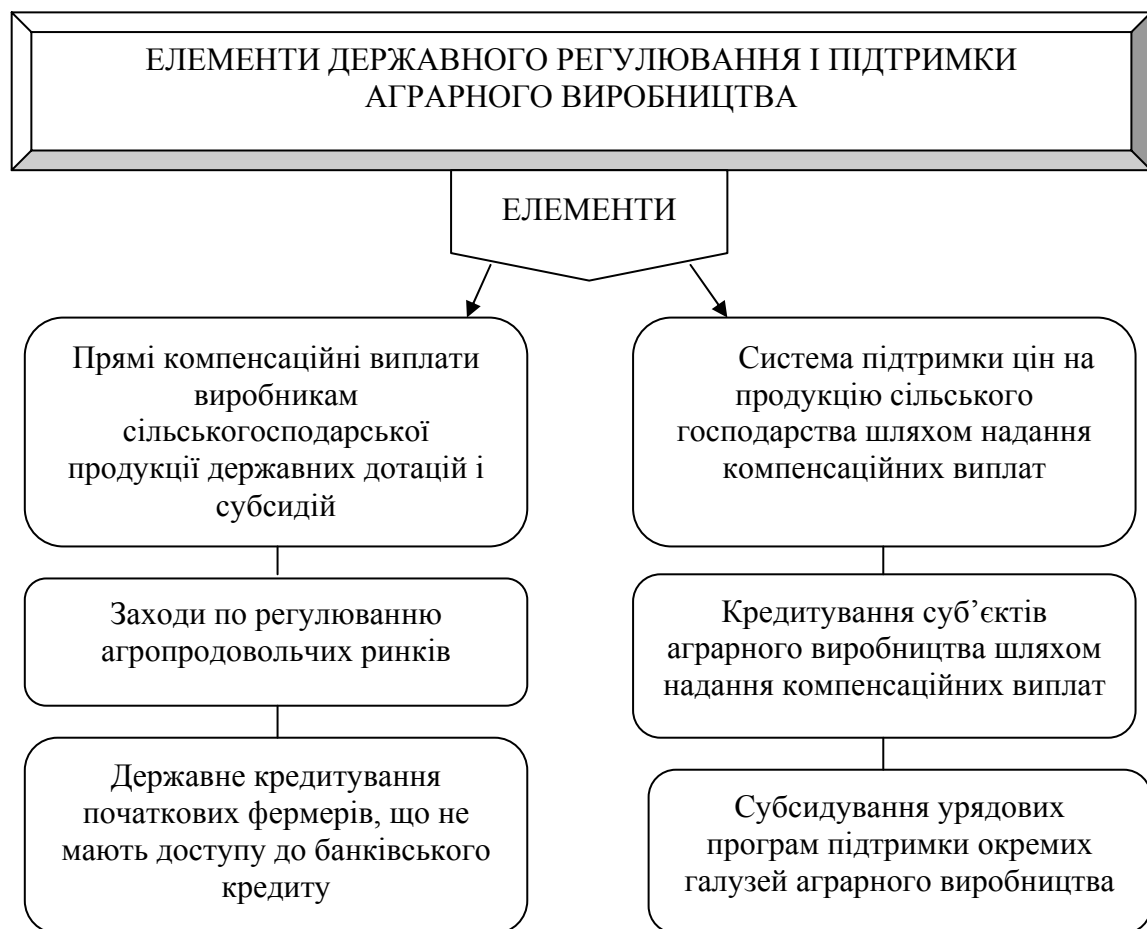 ЕЛЕМЕНТИ ДЕРЖАВНОГО РЕГУЛЮВАННЯ І ПІДТРИМКИ
АГРАРНОГО ВИРОБНИЦТВА
ЕЛЕМЕНТИ
Прямі компенсаційні виплати
виробникам
сільськогосподарської
продукції державних дотацій і
субсидій
Заходи по регулюванню
агропродовольчих ринків
Державне кредитування
початкових фермерів, що не
мають доступу до банківського
кредиту
Система підтримки цін на
продукцію сільського
господарства шляхом надання
компенсаційних виплат
Кредитування суб’єктів
аграрного виробництва шляхом
надання компенсаційних виплат
Субсидування урядових
програм підтримки окремих
галузей аграрного виробництва